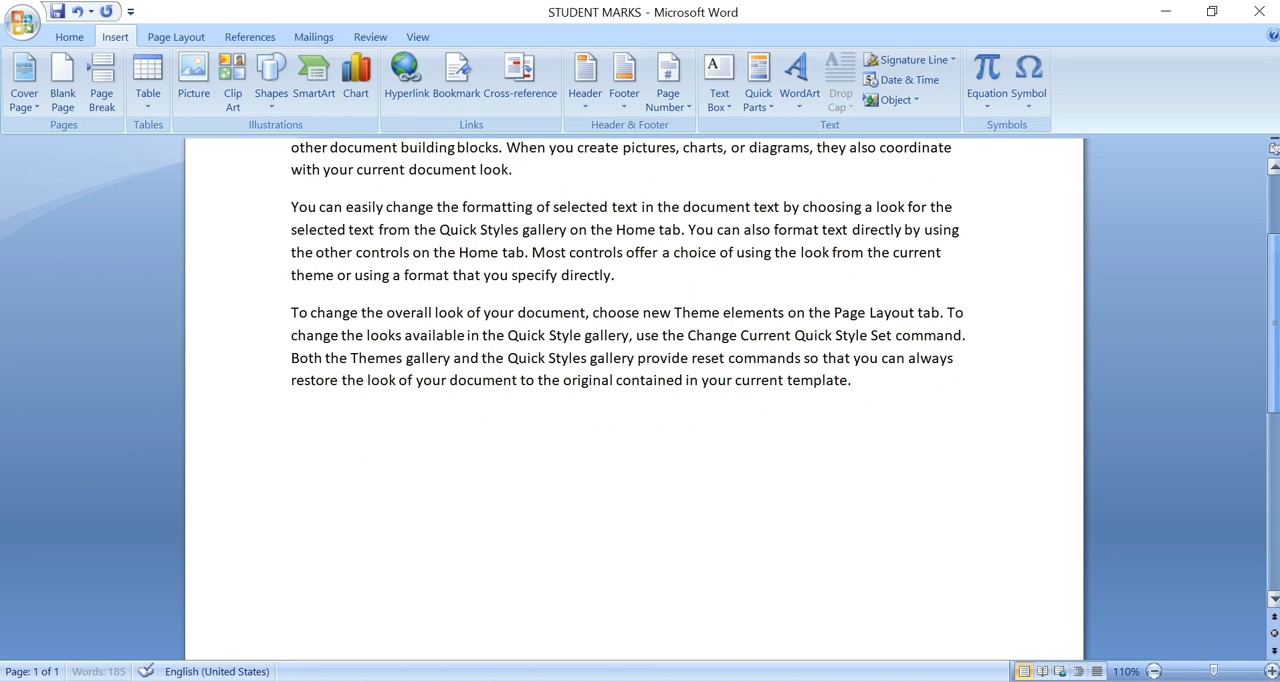 STUDENT MARKS - Microsoft Word
Home Insert Page Layout References Mailings Review View
Cover Page Blank Page Page Break Table Picture Clip Art Shapes SmartArt Chart Hyperlink Bookmark Cross-reference Header Footer Page Number Text Box Quick Parts WordArt Drop Cap Signature Line Date & Time Object Equation Symbol
Pages Tables Illustrations Links Header & Footer Text Symbols
other document building blocks. When you create pictures, charts, or diagrams, they also coordinate
with your current document look.
You can easily change the formatting of selected text in the document text by choosing a look for the
selected text from the Quick Styles gallery on the Home tab. You can also format text directly by using
the other controls on the Home tab. Most controls offer a choice of using the look from the current
theme or using a format that you specify directly.
To change the overall look of your document, choose new Theme elements on the Page Layout tab. To
change the looks available in the Quick Style gallery, use the Change Current Quick Style Set command.
Both the Themes gallery and the Quick Styles gallery provide reset commands so that you can always
restore the look of your document to the original contained in your current template.
Page: 1 of 1 Words: 185 English (United States) 110%